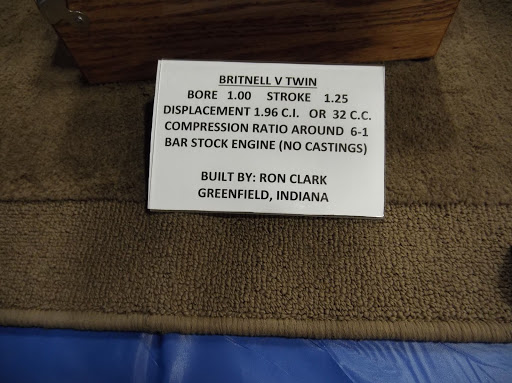 BRITNELL V TWIN
BORE 1.00 STROKE 1.25
DISPLACEMENT 1.96 C.I. OR 32 C.C.
COMPRESSION RATIO AROUND 6-1
BAR STOCK ENGINE (NO CASTINGS)
BUILT BY: RON CLARK
GREENFIELD, INDIANA